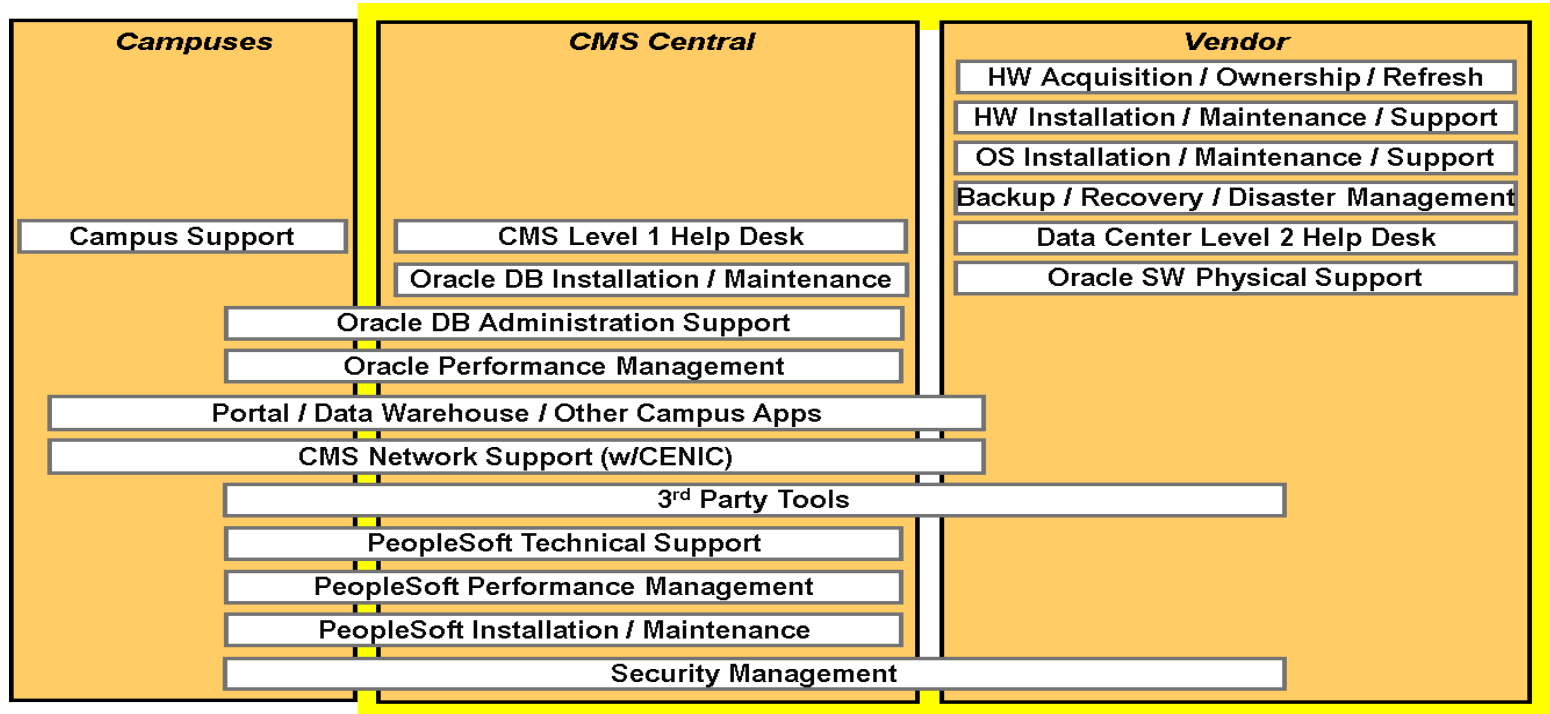 Campuses
CMS Central
Vendor
HW Acquisition / Ownership / Refresh
HW Installation / Maintenance / Support
OS Installation / Maintenance / Support
Backup / Recovery / Disaster Management
Campus Support
CMS Level 1 Help Desk
Data Center Level 2 Help Desk
Oracle DB Installation / Maintenance
Oracle SW Physical Support
Oracle DB Administration Support
Oracle Performance Management
Portal / Data Warehouse / Other Campus Apps
CMS Network Support (w/CENIC)
3rd Party Tools
PeopleSoft Technical Support
PeopleSoft Performance Management
PeopleSoft Installation / Maintenance
Security Management